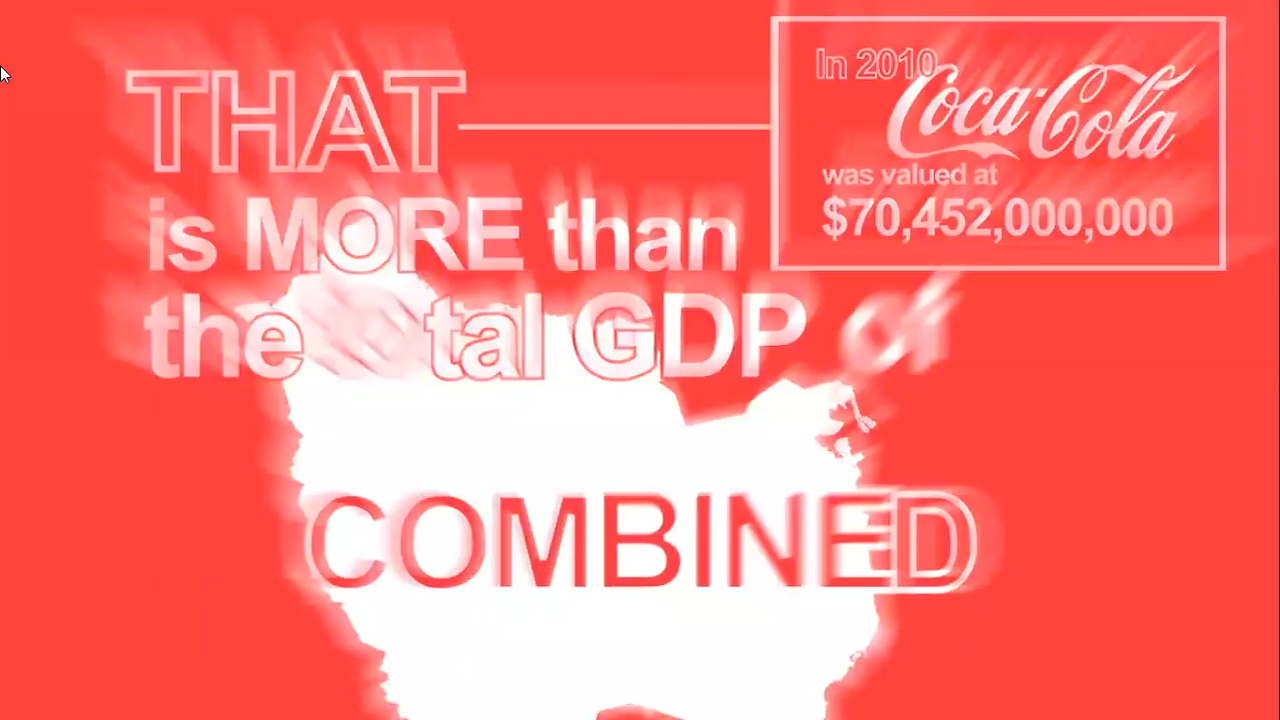 THAT
is MORE than
the tal GDP of
COMBINED
In 2010
Coca-Cola
was valued at
$70,452,000,000